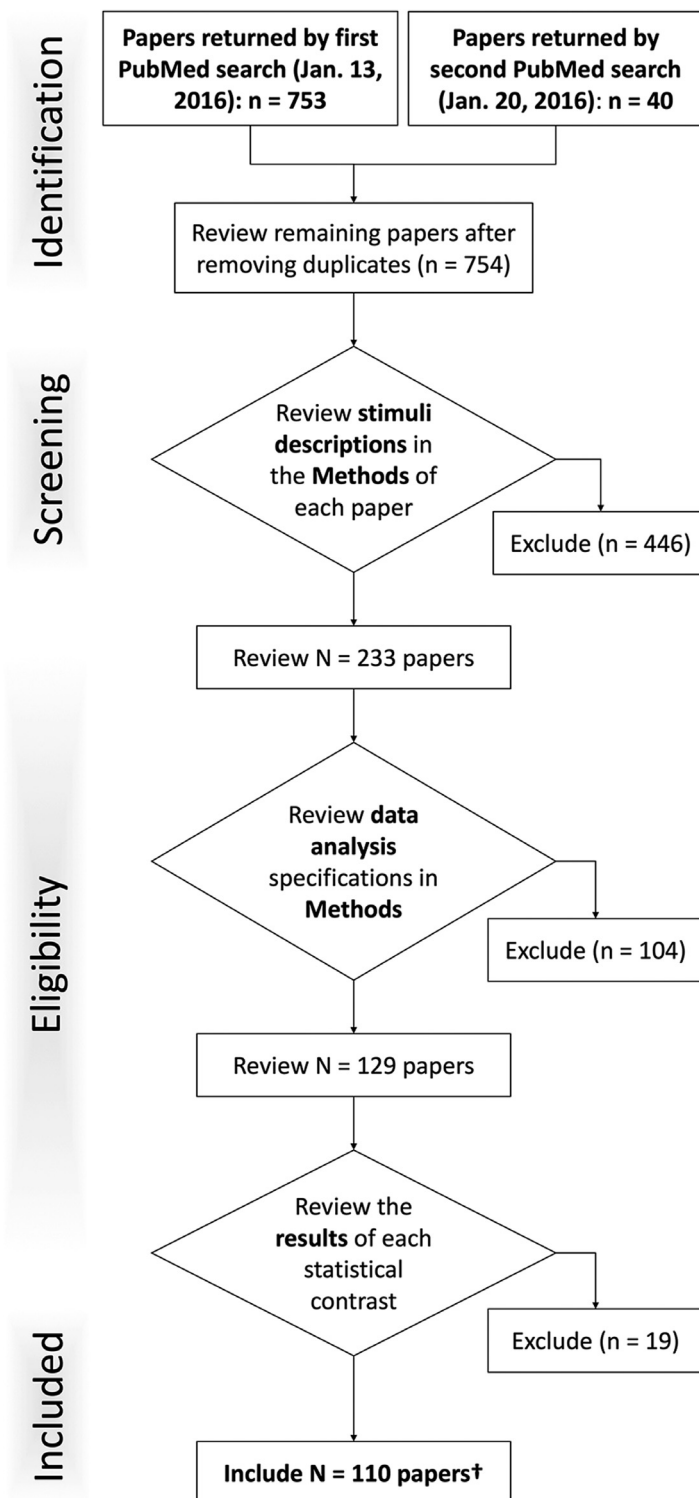 Identification
Papers returned by first
PubMed search (Jan. 13,
2016): n = 753
Papers returned by
second PubMed search
(Jan. 20, 2016): n = 40
Review remaining papers after
removing duplicates (n = 754)
Screening
Review stimuli
descriptions in
the Methods of
each paper
Exclude (n = 446)
Eligibility
Review N = 233 papers
Review data
analysis
specifications in
Methods
Exclude (n = 104)
Review N = 129 papers
Review the
results of each
statistical
contrast
Included
Exclude (n = 19)
Include N = 110 papers†